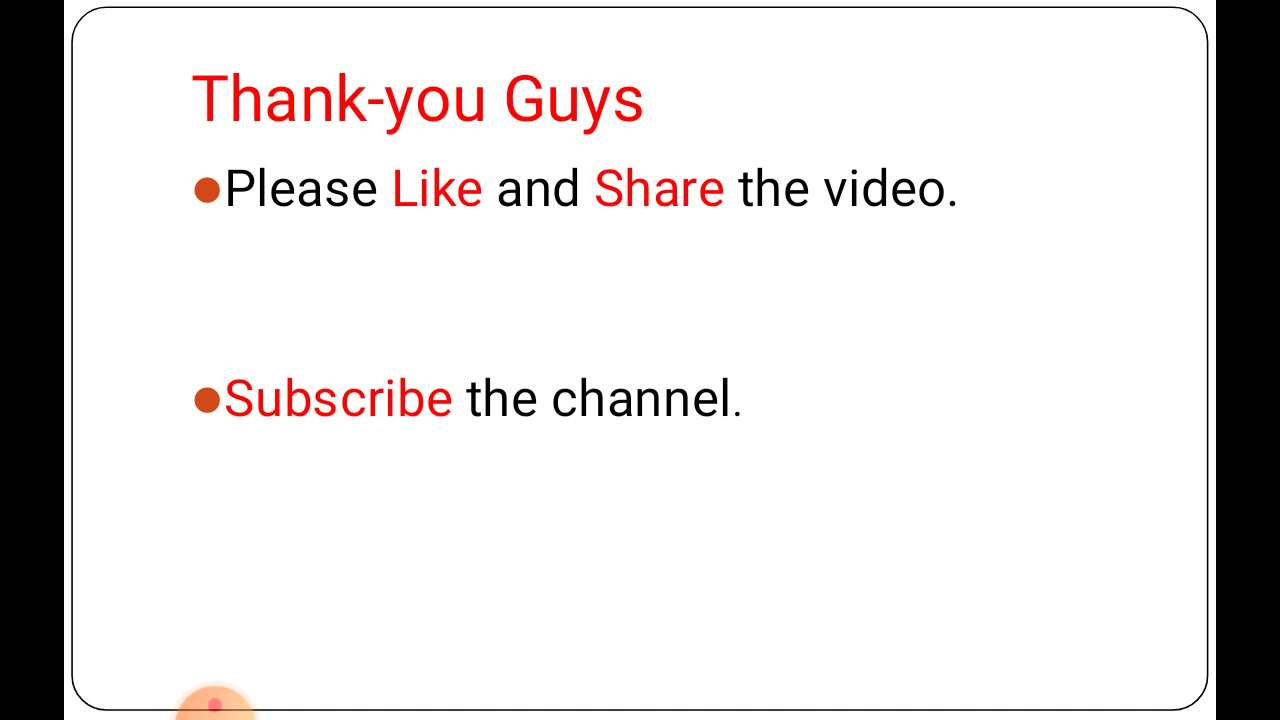 Thank-you Guys
Please Like and Share the video.
Subscribe the channel.